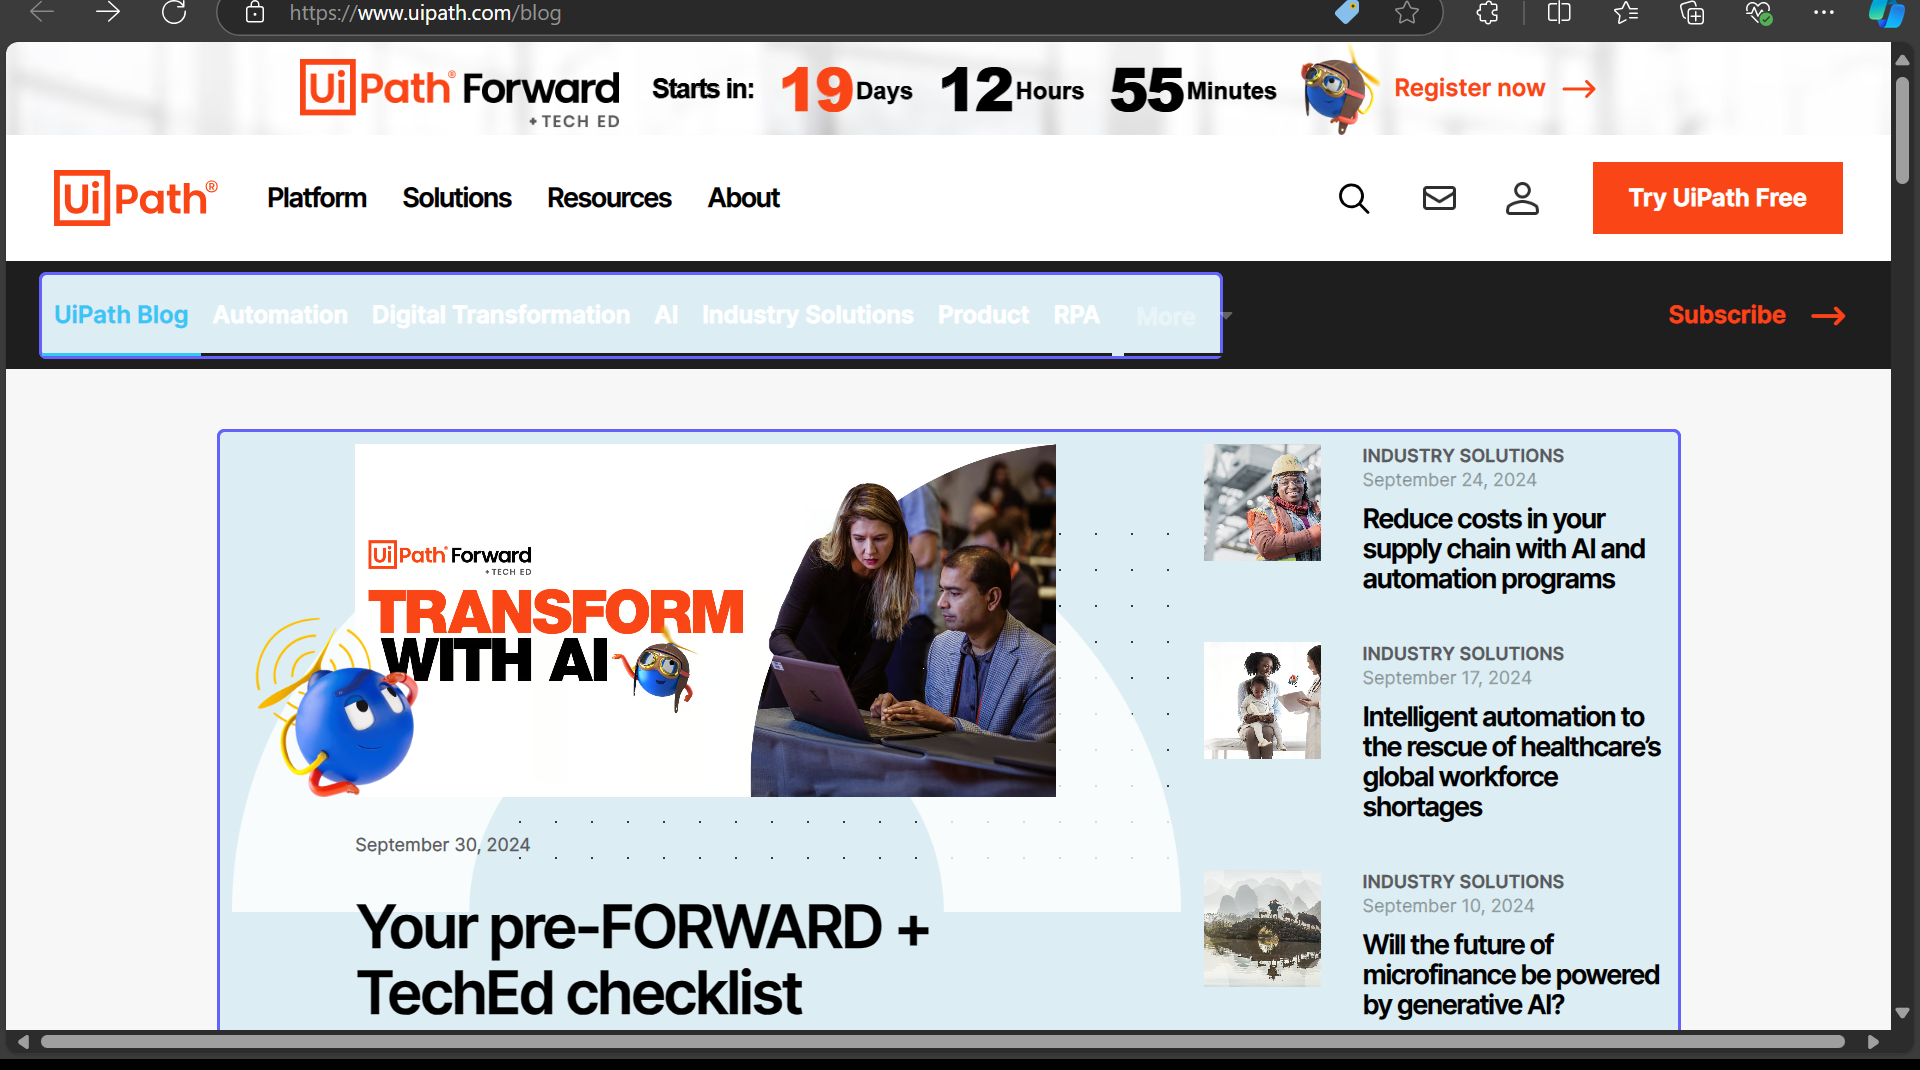 https://www.uipath.com/blog
UiPath® Forward
+ TECH ED
Starts in: 19 Days 12 Hours 55 Minutes
Register now
UiPath®
Platform Solutions Resources About
Try UiPath Free
UiPath Blog Automation Digital Transformation AI Industry Solutions Product RPA More
Subscribe
UiPath® Forward
+ TECH ED
TRANSFORM
WITH AI
September 30, 2024
Your pre-FORWARD +
TechEd checklist
INDUSTRY SOLUTIONS
September 24, 2024
Reduce costs in your
supply chain with AI and
automation programs
INDUSTRY SOLUTIONS
September 17, 2024
Intelligent automation to
the rescue of healthcare’s
global workforce
shortages
INDUSTRY SOLUTIONS
September 10, 2024
Will the future of
microfinance be powered
by generative AI?